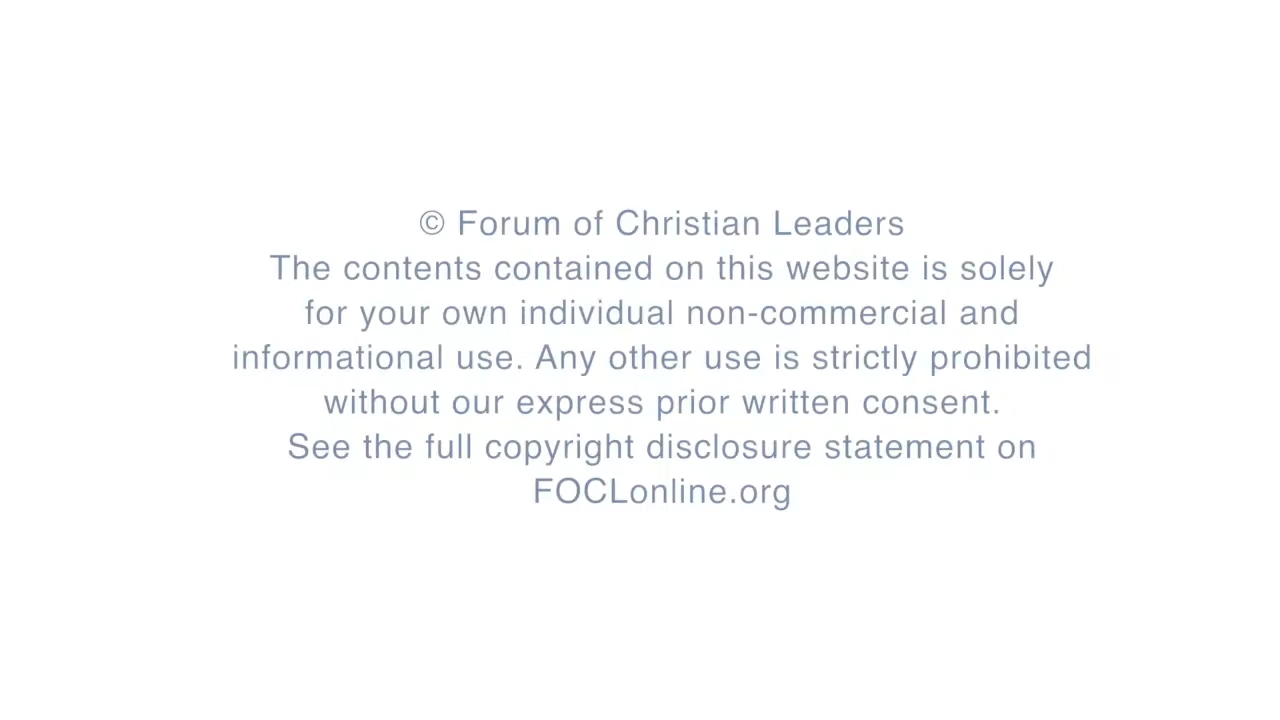 © Forum of Christian Leaders
The contents contained on this website is solely
for your own individual non-commercial and
informational use. Any other use is strictly prohibited
without our express prior written consent.
See the full copyright disclosure statement on
FOCLonline.org